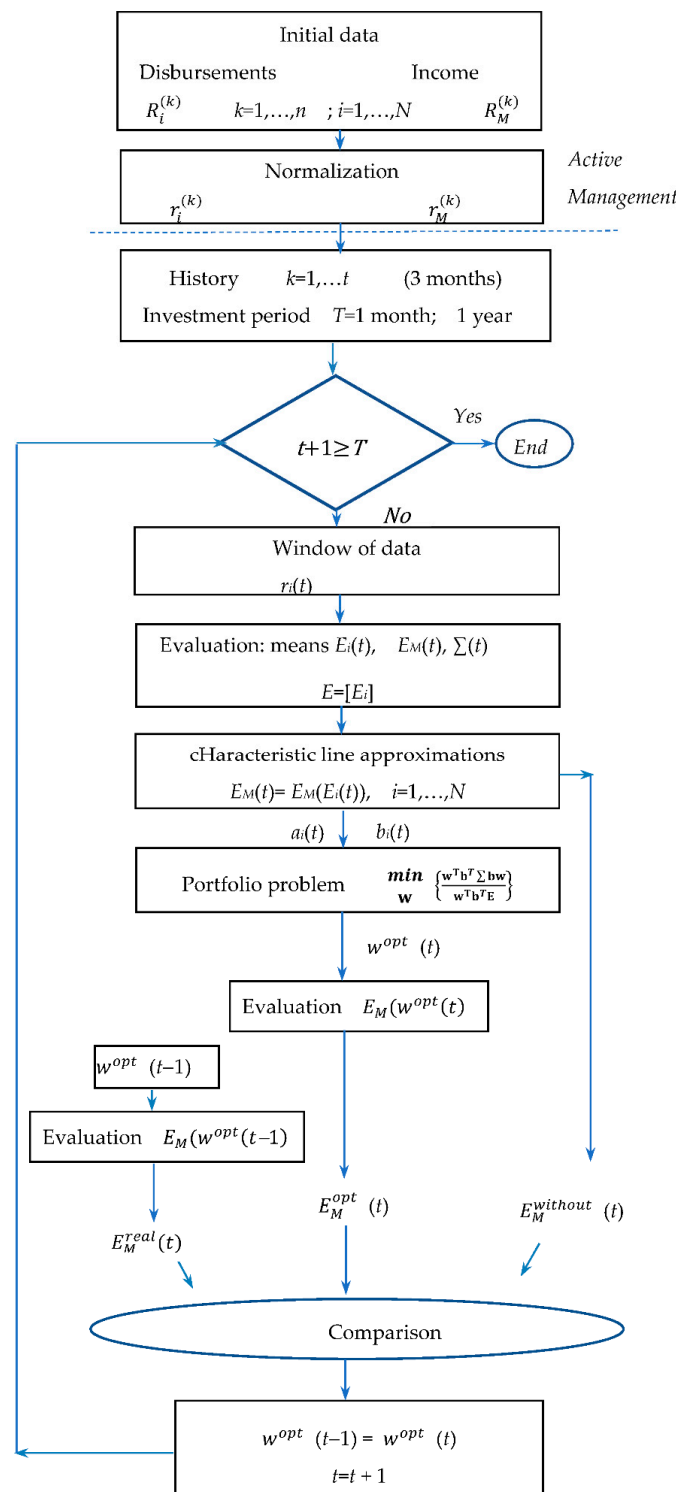 Initial data
Disbursements Income
R_i^{(k)} k=1,…,n ; i=1,…,N R_M^{(k)}
Normalization
r_i^{(k)} r_M^{(k)}
Active
Management
History k=1,…t (3 months)
Investment period T=1 month; 1 year
t+1≥T
Yes
End
No
Window of data
r_i(t)
Evaluation: means E_i(t), E_M(t), ∑(t)
E=[E_i]
cHaracteristic line approximations
E_M(t)= E_M(E_i(t)), i=1,…,N
a_i(t) b_i(t)
Portfolio problem min_w {\frac{w^T b^T ∑ b w}{w^T b^T E}}
w^{opt} (t)
Evaluation E_M(w^{opt}(t)
w^{opt} (t−1)
Evaluation E_M(w^{opt}(t−1)
E_M^{real}(t)
E_M^{opt} (t)
E_M^{without} (t)
Comparison
w^{opt} (t−1) = w^{opt} (t)
t=t + 1